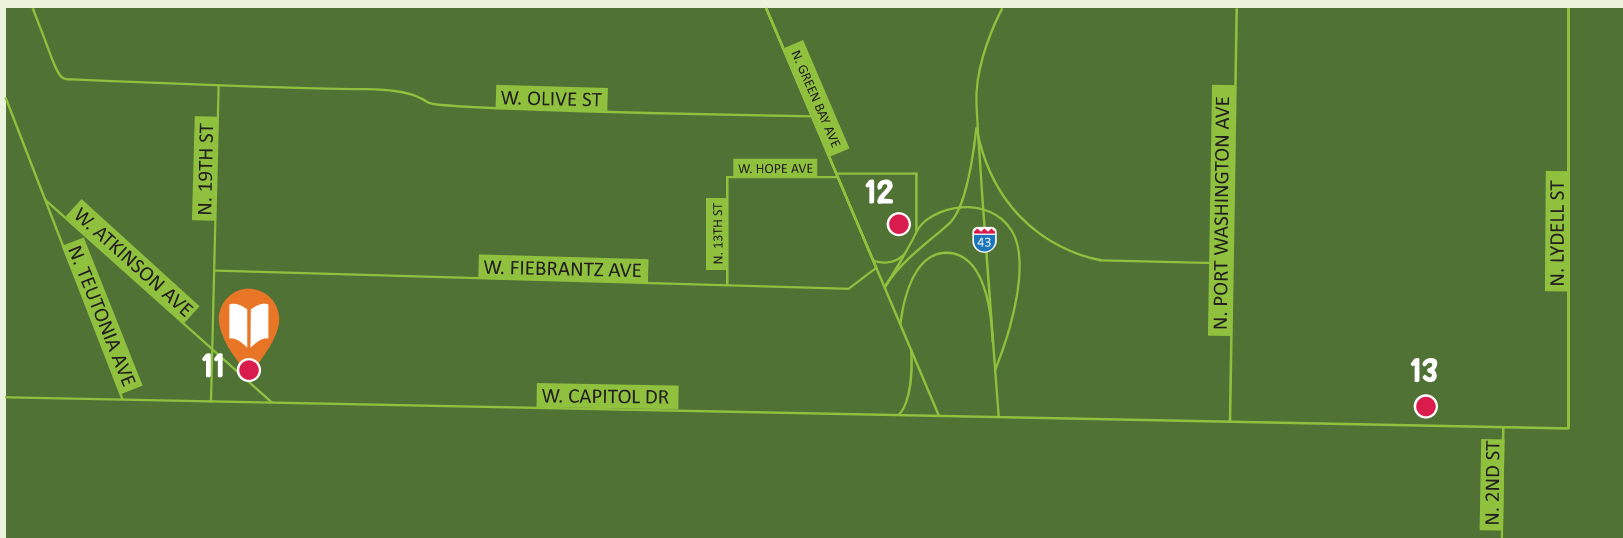 N. GREEN BAY AVE
W. OLIVE ST
N. 19TH ST
W. HOPE AVE
12
N. 13TH ST
43
N. PORT WASHINGTON AVE
N. LYDELL ST
W. ATKINSON AVE
N. TEUTONIA AVE
W. FIEBRANTZ AVE
11
W. CAPITOL DR
13
N. 2ND ST